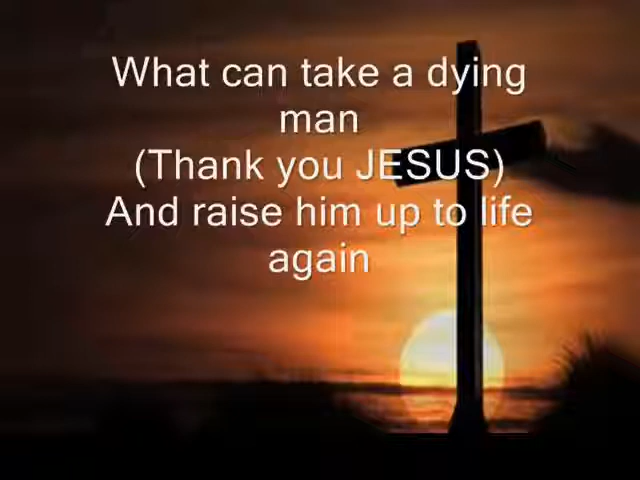 What can take a dying
man
(Thank you JESUS)
And raise him up to life
again